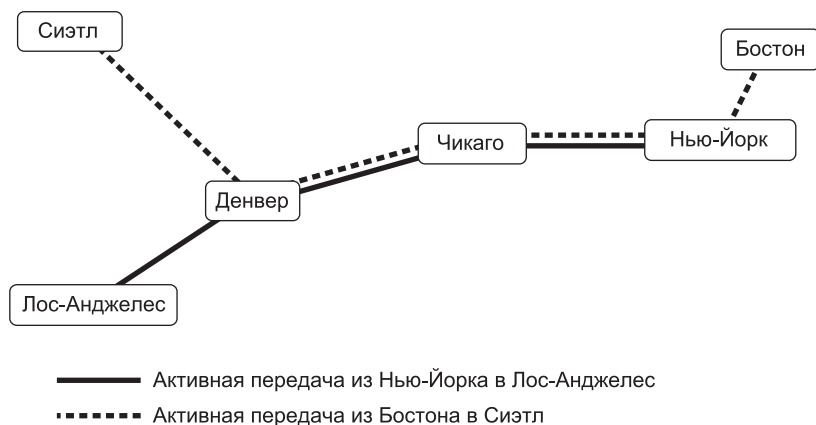 Сиэтл
Бостон
Чикаго
Нью-Йорк
Денвер
Лос-Анджелес
Активная передача из Нью-Йорка в Лос-Анджелес
Активная передача из Бостона в Сиэтл